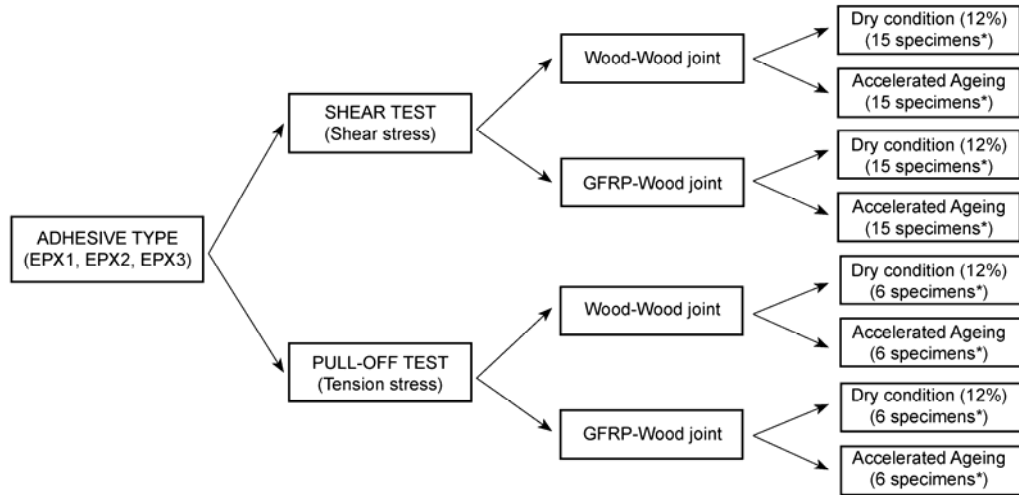 ADHESIVE TYPE
(EPX1, EPX2, EPX3)
SHEAR TEST
(Shear stress)
Wood-Wood joint
Dry condition (12%)
(15 specimens*)
Accelerated Ageing
(15 specimens*)
GFRP-Wood joint
Dry condition (12%)
(15 specimens*)
Accelerated Ageing
(15 specimens*)
PULL-OFF TEST
(Tension stress)
Wood-Wood joint
Dry condition (12%)
(6 specimens*)
Accelerated Ageing
(6 specimens*)
GFRP-Wood joint
Dry condition (12%)
(6 specimens*)
Accelerated Ageing
(6 specimens*)